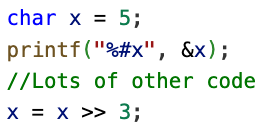 char x = 5;
printf("%#x", &x);
//Lots of other code
x = x >> 3;